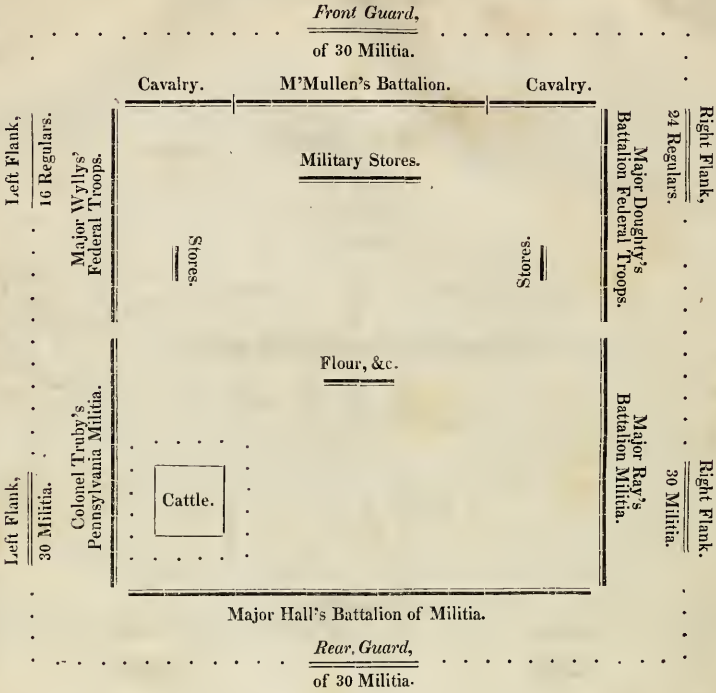 Front Guard,
of 30 Militia.
Cavalry.
M'Mullen's Battalion.
Cavalry.
Left Flank,
16 Regulars.
Major Wyllys'
Federal Troops.
Military Stores.
Major Doughty's
Battalion Federal Troops.
24 Regulars.
Right Flank,
Stores.
Stores.
Flour, &c.
Left Flank,
30 Militia.
Colonel Truby's
Pennsylvania Militia.
Cattle.
Major Ray's
Battalion Militia.
30 Militia.
Right Flank.
Major Hall's Battalion of Militia.
Rear Guard,
of 30 Militia.